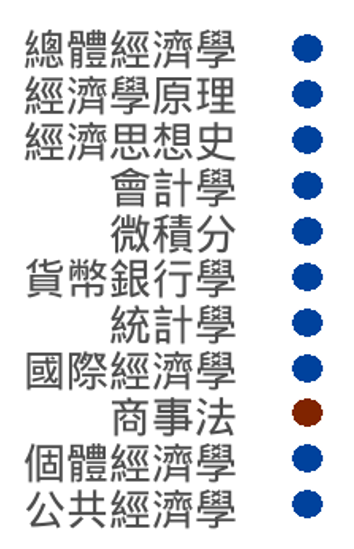 總體經濟學
經濟學原理
經濟思想史
會計學
微積分
貨幣銀行學
統計學
國際經濟學
商事法
個體經濟學
公共經濟學